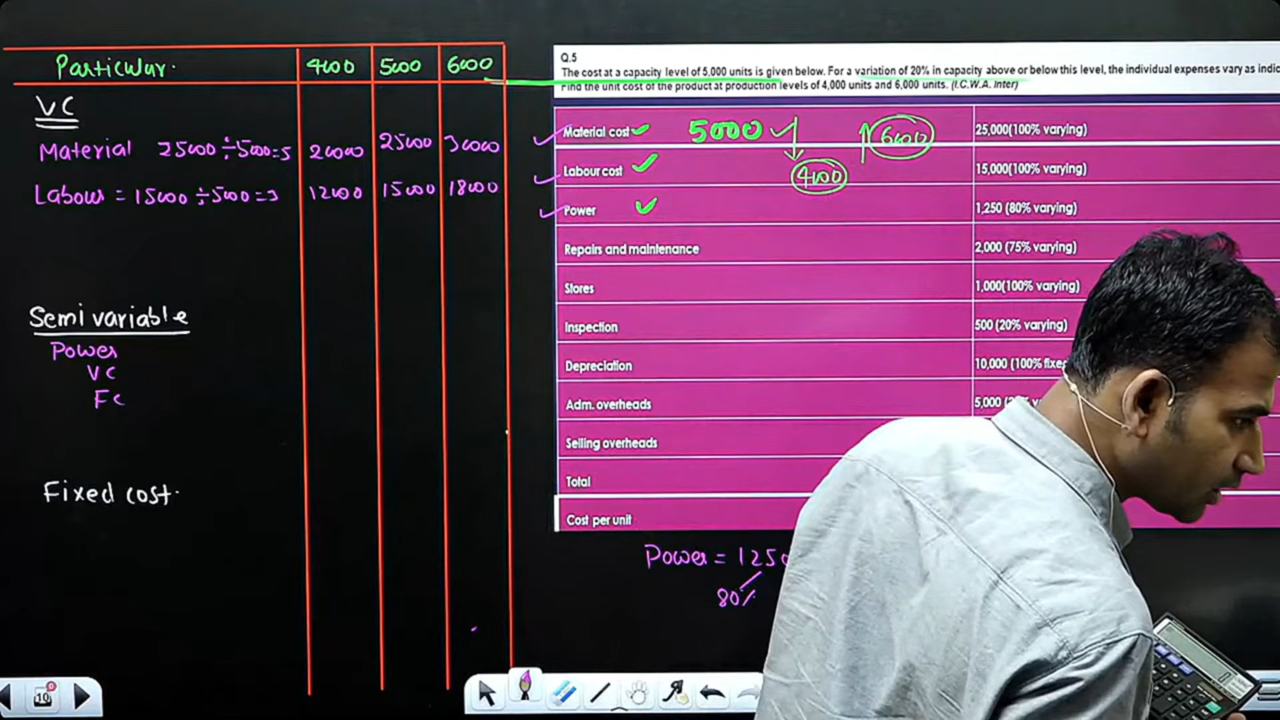 Particular.
4000
5000
6000
VC
Material 25000÷5000=5
20000
25000
30000
Labour = 15000 ÷5000=3
12000
15000
18000
Semi variable
Power
VC
FC
Fixed cost.
Q.5
The cost at a capacity level of 5,000 units is given below. For a variation of 20% in capacity above or below this level, the individual expenses vary as
Find the unit cost of the product at production levels of 4,000 units and 6,000 units. (I.C.W.A. Inter)
Material cost
5000
4000
6000
25,000(100% varying)
Labour cost
15,000(100% varying)
Power
1,250 (80% varying)
Repairs and maintenance
2,000 (75% varying)
Stores
1,000(100% varying)
Inspection
500 (20% varying)
Depreciation
10,000 (100%
Adm. overheads
5,000
Selling overheads
Total
Cost per unit
Power = 1250
80%
10